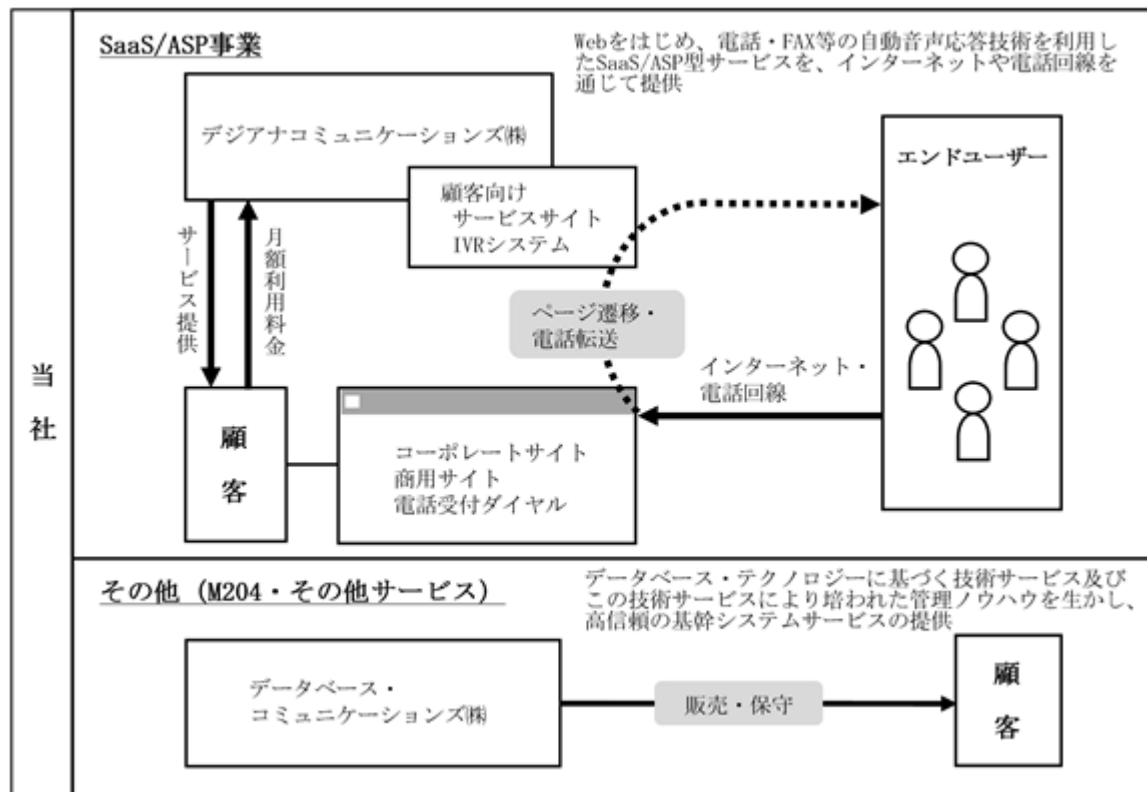 当社
SaaS/ASP事業
Webをはじめ、電話・FAX等の自動音声応答技術を利用し
たSaaS/ASP型サービスを、インターネットや電話回線を
通じて提供
デジアナコミュニケーションズ㈱
顧客向け
サービスサイト
IVRシステム
エンドユーザー
サービス提供
月額利用料金
ページ遷移・
電話転送
インターネット・
電話回線
顧客
コーポレートサイト
商用サイト
電話受付ダイヤル
その他（M204・その他サービス）
データベース・テクノロジーに基づく技術サービス及び
この技術サービスにより培われた管理ノウハウを生かし、
高信頼の基幹システムサービスの提供
データベース・
コミュニケーションズ㈱
販売・保守
顧客